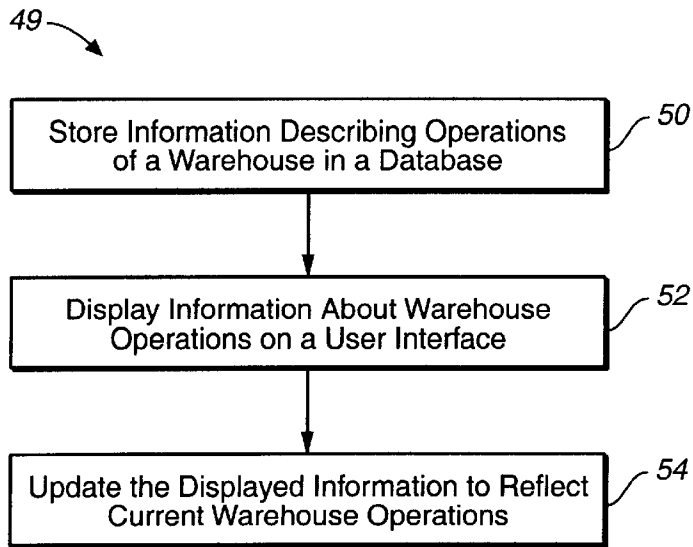 49
Store Information Describing Operations
of a Warehouse in a Database
50
Display Information About Warehouse
Operations on a User Interface
52
Update the Displayed Information to Reflect
Current Warehouse Operations
54